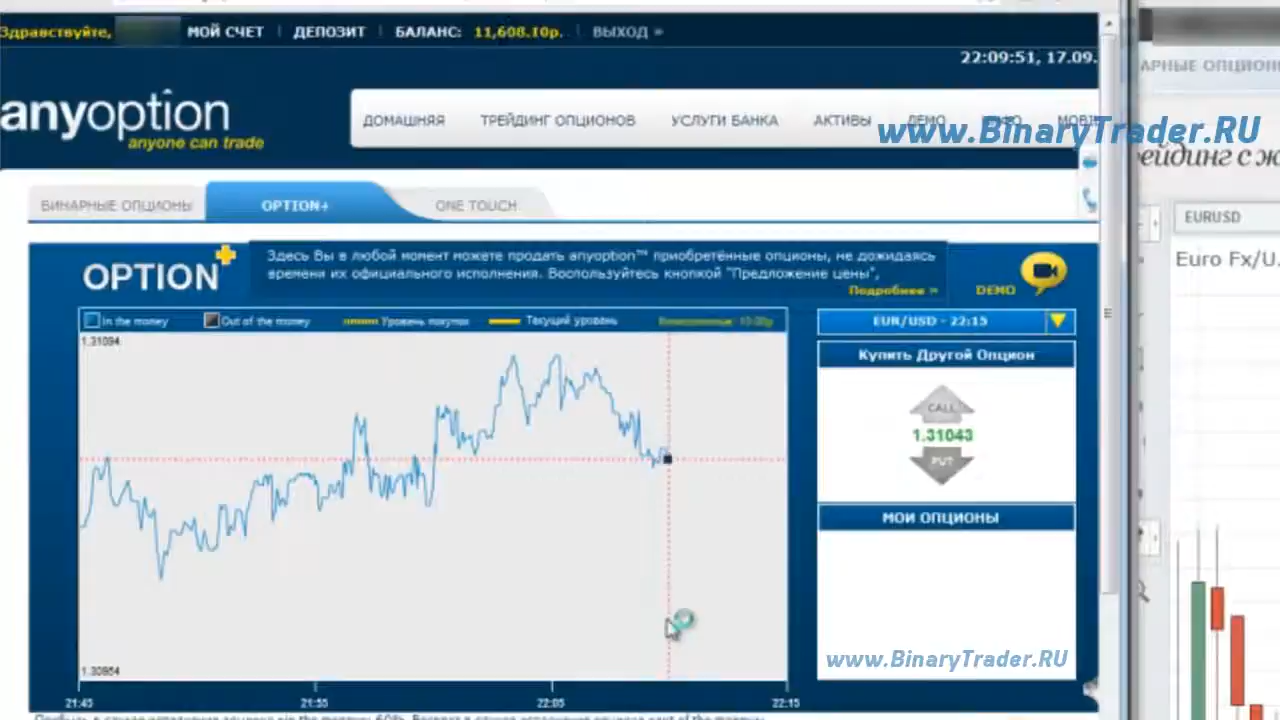 Здравствуйте, МОЙ СЧЕТ ДЕПОЗИТ БАЛАНС: 11,608.10р. ВЫХОД »
22:09:51, 17.09.
anyoption
anyone can trade
ДОМАШНЯЯ ТРЕЙДИНГ ОПЦИОНОВ УСЛУГИ БАНКА АКТИВЫ ДЕМО
www.BinaryTrader.RU
АРНЫЕ ОПЦИОН
ейдинг с ж
БИНАРНЫЕ ОПЦИОНЫ OPTION+ ONE TOUCH
EURUSD
Euro Fx/U.
OPTION+
Здесь Вы в любой момент можете продать anyoption™ приобретённые опционы, не дожидаясь
времени их официального исполнения. Воспользуйтесь кнопкой "Предложение цены",
Подробнее »
DEMO
In the money Out of the money Уровень покупки Текущий уровень
EUR/USD - 22:15
1.31094
Купить Другой Опцион
CALL
1.31043
PUT
МОИ ОПЦИОНЫ
www.BinaryTrader.RU
1.30954
21:45 21:55 22:05 22:15